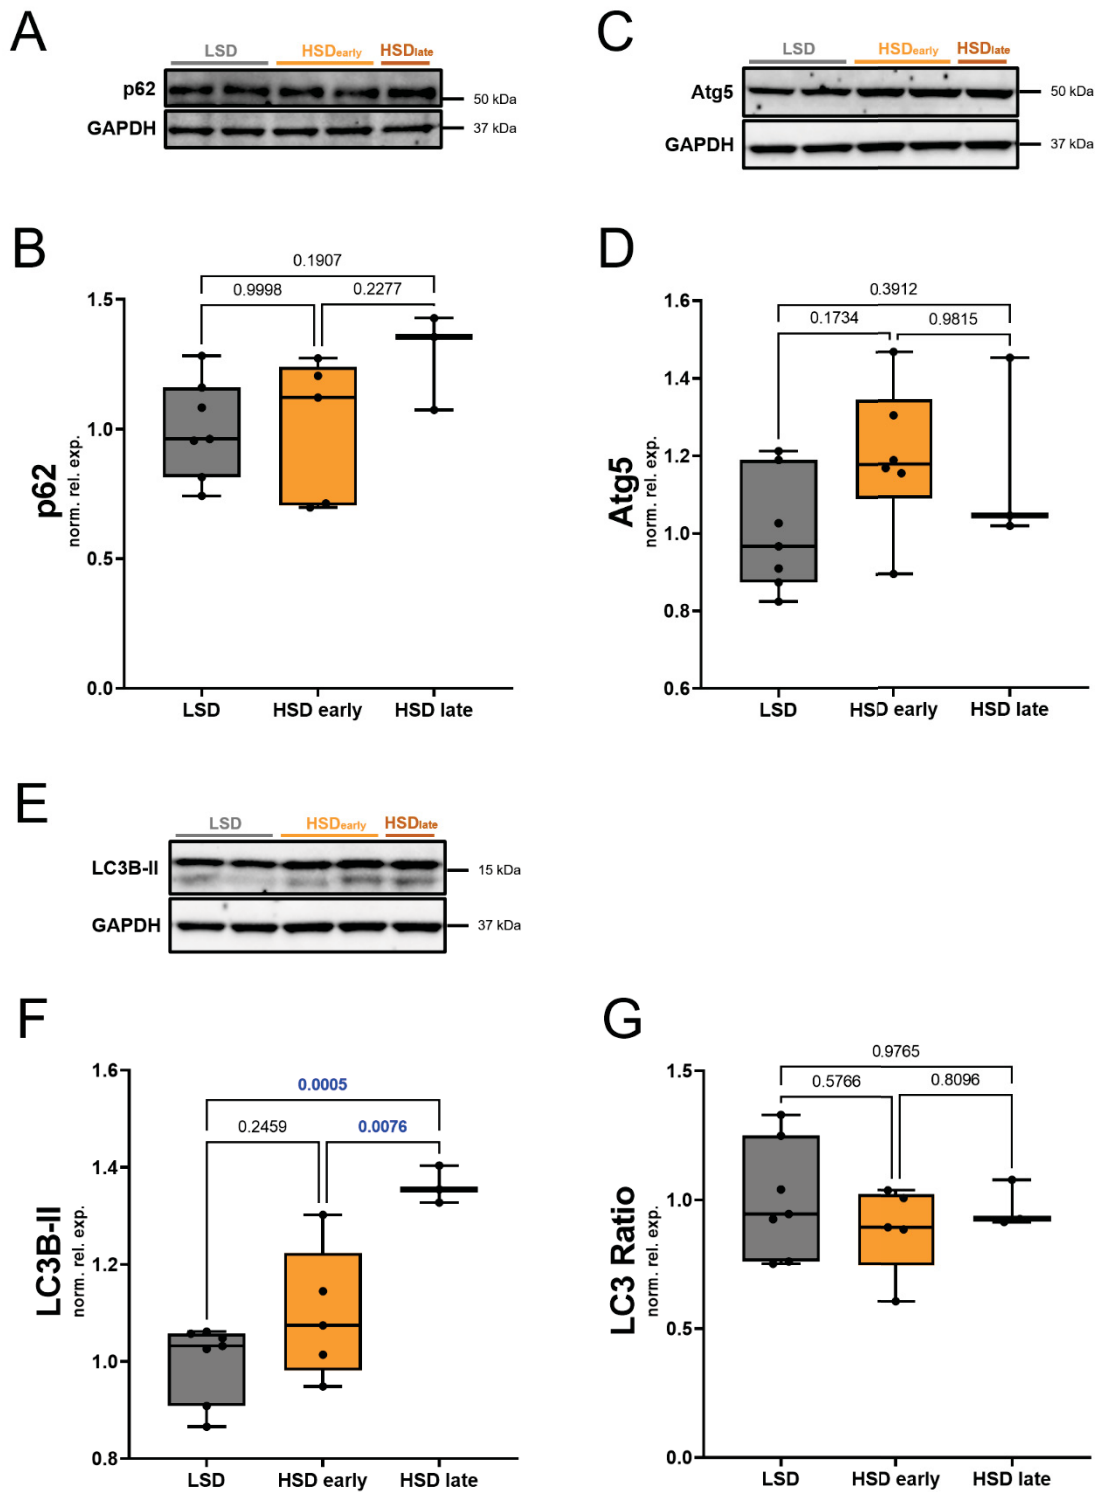 A
LSD HSDearly HSDlate
p62
50 kDa
GAPDH
37 kDa
C
LSD HSDearly HSDlate
Atg5
50 kDa
GAPDH
37 kDa
B
0.1907
0.9998 0.2277
1.5
1.0
0.5
0.0
p62
norm. rel. exp.
LSD HSD early HSD late
D
0.3912
0.1734 0.9815
1.6
1.4
1.2
1.0
0.8
0.6
Atg5
norm. rel. exp.
LSD HSD early HSD late
E
LSD HSDearly HSDlate
LC3B-II
15 kDa
GAPDH
37 kDa
F
0.0005
0.2459 0.0076
1.6
1.4
1.2
1.0
0.8
LC3B-II
norm. rel. exp.
LSD HSD early HSD late
G
0.9765
0.5766 0.8096
1.5
1.0
0.5
0.0
LC3 Ratio
norm. rel. exp.
LSD HSD early HSD late